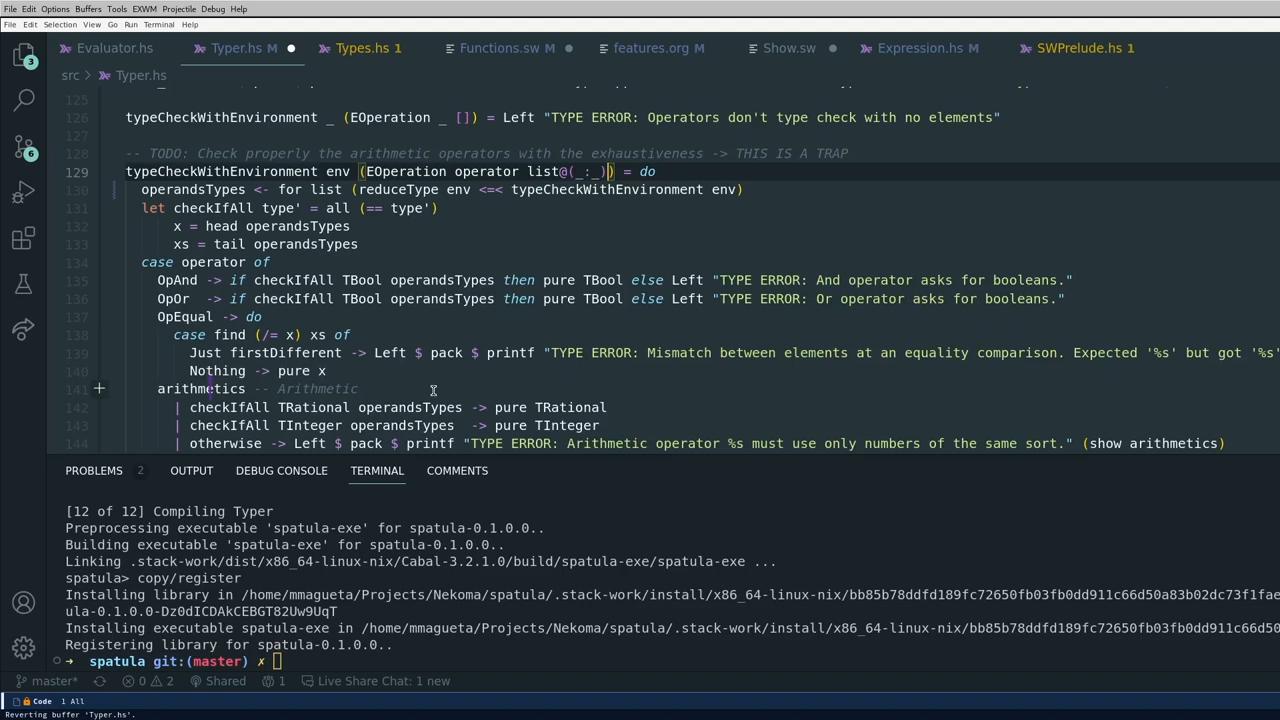 File Edit Options Buffers Tools EXWM Projectile Debug Help
File Edit Selection View Go Run Terminal Help
Evaluator.hs Typer.hs M Types.hs 1 Functions.sw M features.org M Show.sw Expression.hs M SWPrelude.hs 1
src > Typer.hs
125
126 typeCheckWithEnvironment _ (EOperation _ []) = Left "TYPE ERROR: Operators don't type check with no elements"
127
128 -- TODO: Check properly the arithmetic operators with the exhaustiveness -> THIS IS A TRAP
129 typeCheckWithEnvironment env (EOperation operator list@(_:_)) = do
130 operandsTypes <- for list (reduceType env <=< typeCheckWithEnvironment env)
131 let checkIfAll type' = all (== type')
132 x = head operandsTypes
133 xs = tail operandsTypes
134 case operator of
135 OpAnd -> if checkIfAll TBool operandsTypes then pure TBool else Left "TYPE ERROR: And operator asks for booleans."
136 OpOr -> if checkIfAll TBool operandsTypes then pure TBool else Left "TYPE ERROR: Or operator asks for booleans."
137 OpEqual -> do
138 case find (/= x) xs of
139 Just firstDifferent -> Left $ pack $ printf "TYPE ERROR: Mismatch between elements at an equality comparison. Expected '%s' but got '%s'
140 Nothing -> pure x
141 arithmetics -- Arithmetic
142 | checkIfAll TRational operandsTypes -> pure TRational
143 | checkIfAll TInteger operandsTypes -> pure TInteger
144 | otherwise -> Left $ pack $ printf "TYPE ERROR: Arithmetic operator %s must use only numbers of the same sort." (show arithmetics)
3
6
PROBLEMS 2 OUTPUT DEBUG CONSOLE TERMINAL COMMENTS
[12 of 12] Compiling Typer
Preprocessing executable 'spatula-exe' for spatula-0.1.0.0..
Building executable 'spatula-exe' for spatula-0.1.0.0..
Linking .stack-work/dist/x86_64-linux-nix/Cabal-3.2.1.0/build/spatula-exe/spatula-exe ...
spatula> copy/register
Installing library in /home/mmagueta/Projects/Nekoma/spatula/.stack-work/install/x86_64-linux-nix/bb85b78ddfd189fc72650fb03fb0dd911c66d50a83b02dc73f1fae
ula-0.1.0.0-Dz0dICDAkCEBGT82Uw9UqT
Installing executable spatula-exe in /home/mmagueta/Projects/Nekoma/spatula/.stack-work/install/x86_64-linux-nix/bb85b78ddfd189fc72650fb03fb0dd911c66d50
Registering library for spatula-0.1.0.0..
➜ spatula git:(master) ✗
master* 0 2 Shared 1 Live Share Chat: 1 new
Code 1 All
Reverting buffer 'Typer.hs'.